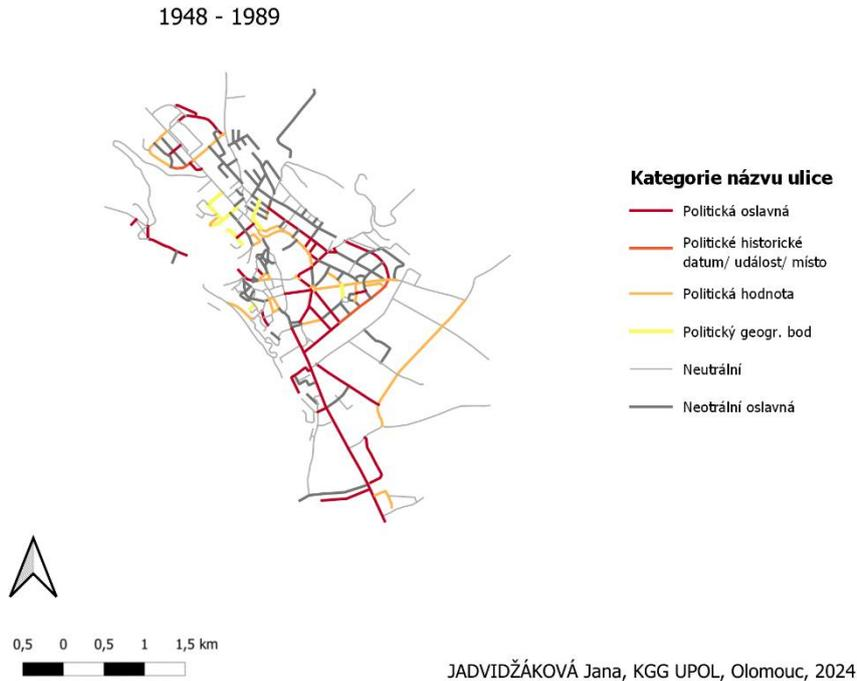 1948 - 1989
Kategorie názvu ulice
Politická oslavná
Politické historické
datum/ událost/ místo
Politická hodnota
Politický geogr. bod
Neutrální
Neotrální oslavná
0,5 0 0,5 1 1,5 km
JADVIDŽÁKOVÁ Jana, KGG UPOL, Olomouc, 2024